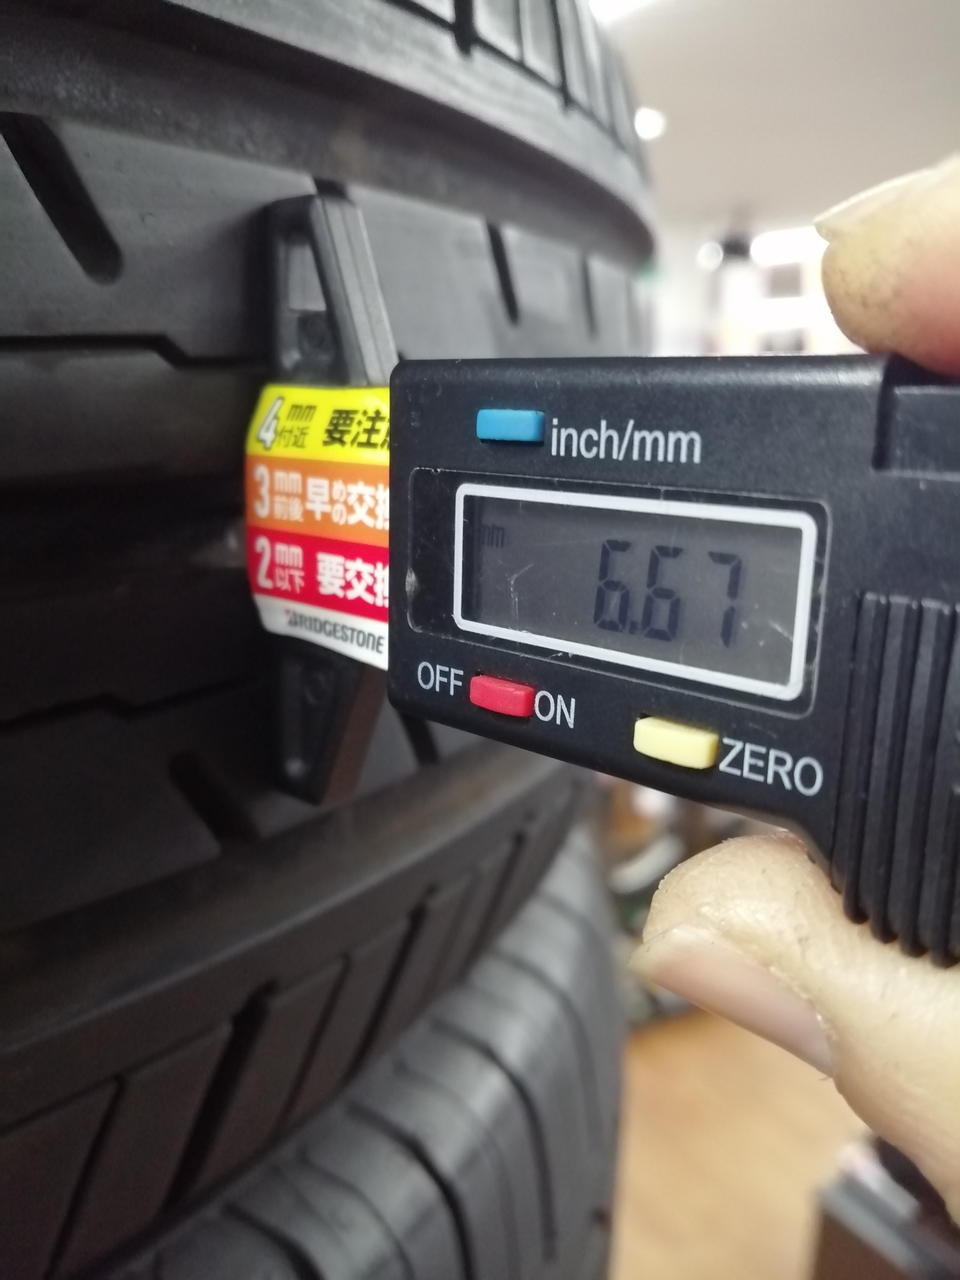 4mm付近 要注
3mm前後 早めの交
2mm以下 要交
BRIDGESTONE
inch/mm
mm
6.67
OFF ON
ZERO